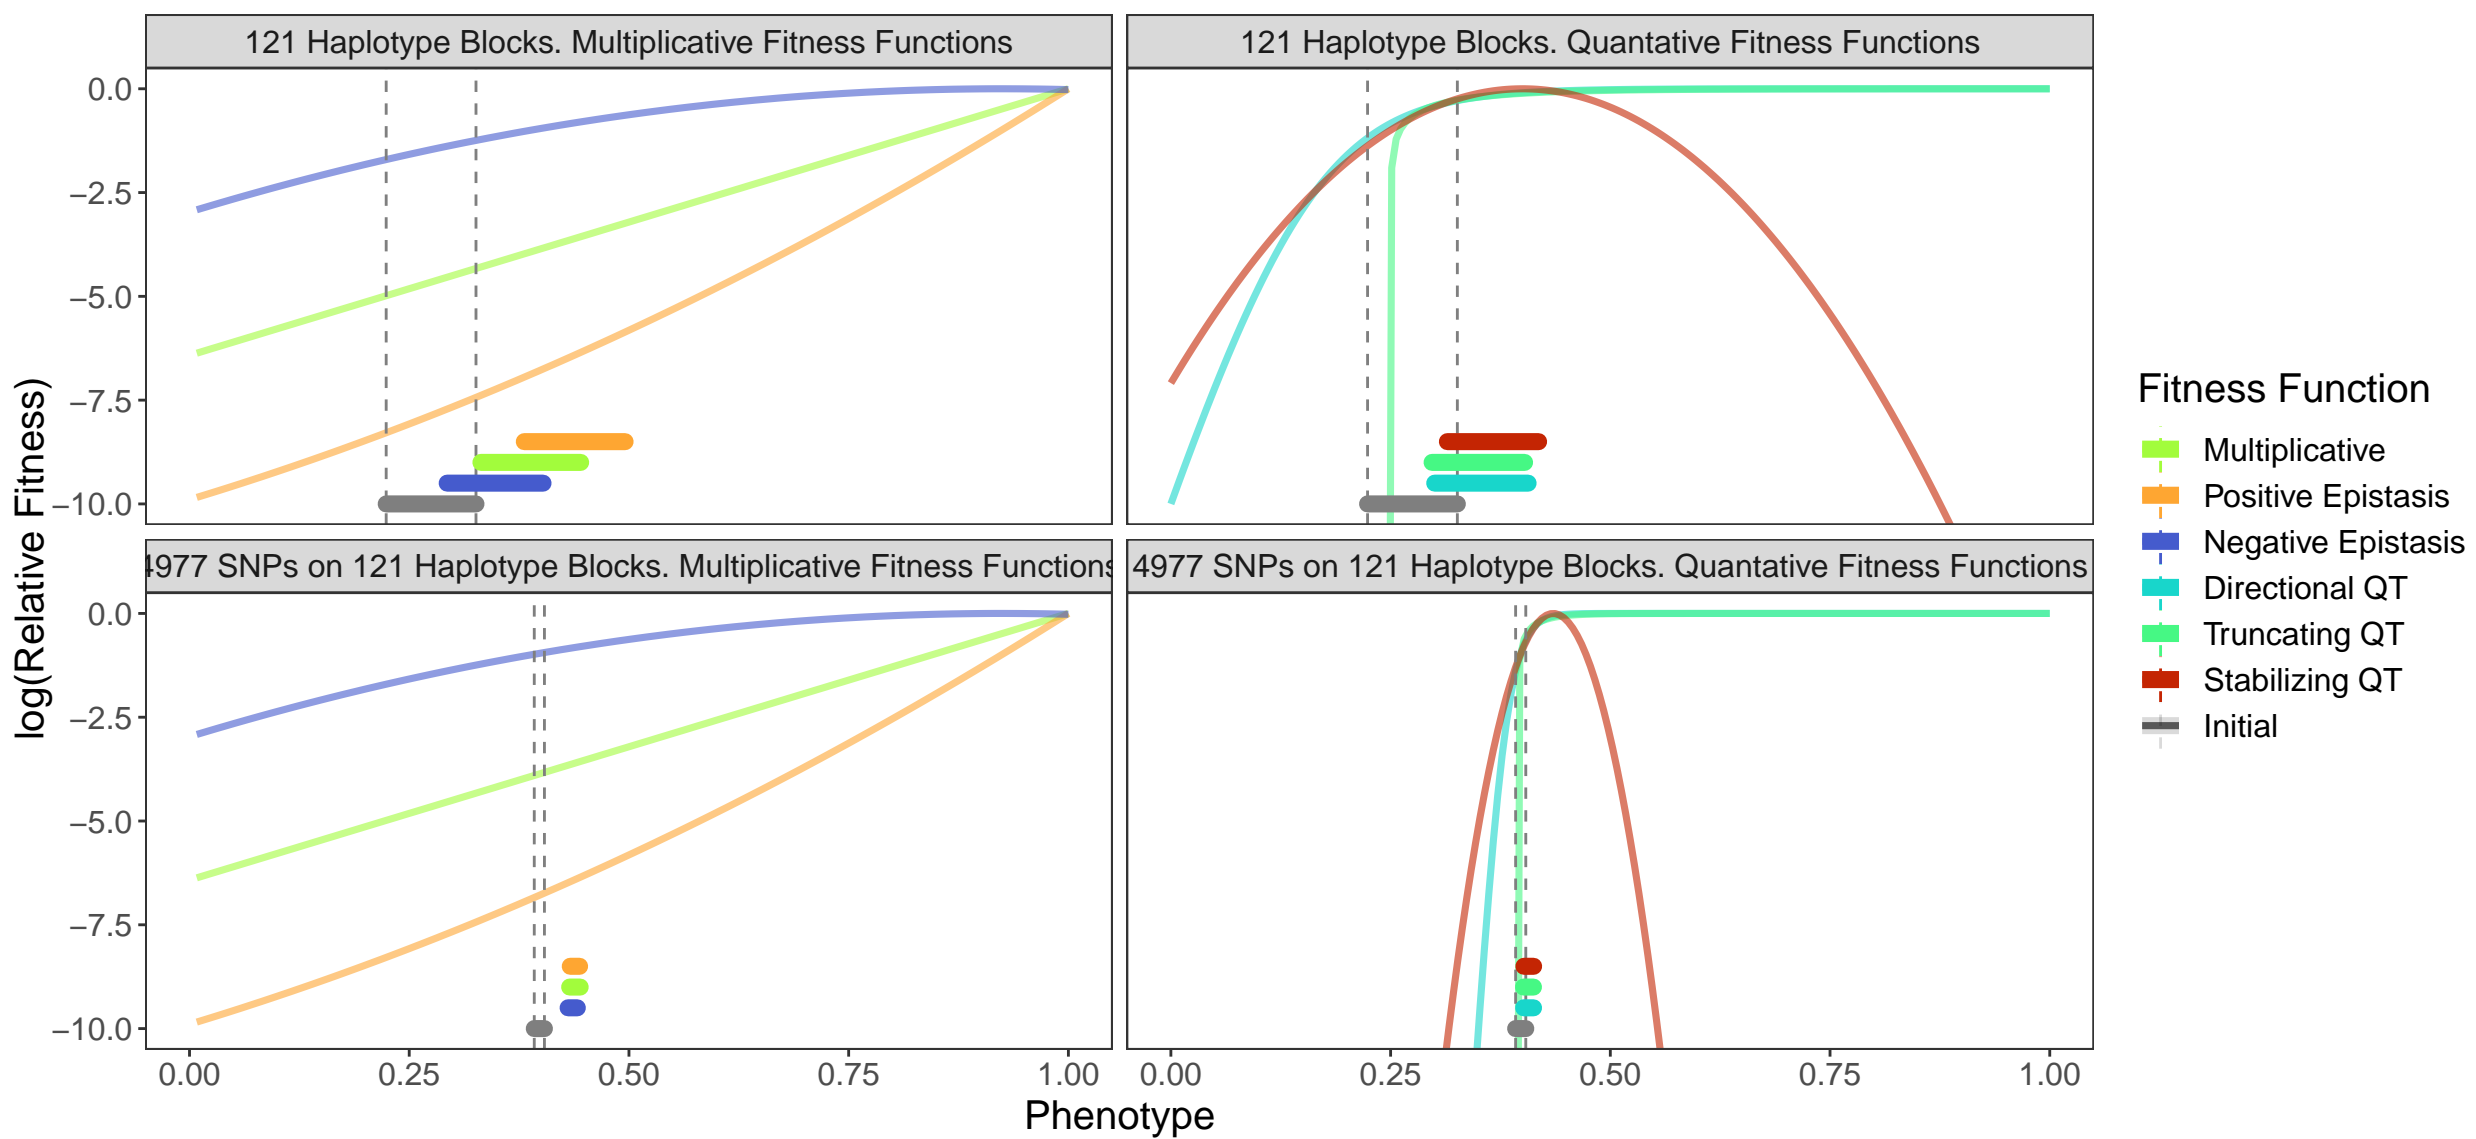 121 Haplotype Blocks. Multiplicative Fitness Functions
121 Haplotype Blocks. Quantative Fitness Functions
0.0
−2.5
−5.0
−7.5
−10.0
4977 SNPs on 121 Haplotype Blocks. Multiplicative Fitness Functions
4977 SNPs on 121 Haplotype Blocks. Quantative Fitness Functions
0.0
−2.5
−5.0
−7.5
−10.0
0.00 0.25 0.50 0.75 1.00
0.00 0.25 0.50 0.75 1.00
Phenotype
log(Relative Fitness)
Fitness Function
Multiplicative
Positive Epistasis
Negative Epistasis
Directional QT
Truncating QT
Stabilizing QT
Initial